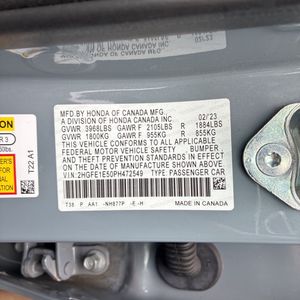 MFD.BY HONDA OF CANADA MFG.,
A DIVISION OF HONDA CANADA INC. 02/23
GVWR 3968LBS GAWR F 2105LBS R 1884LBS
GVWR 1800KG GAWR F 955KG R 855KG
THIS VEHICLE CONFORMS TO ALL APPLICABLE
FEDERAL MOTOR VEHICLE SAFETY, BUMPER,
AND THEFT PREVENTION STANDARDS IN
EFFECT ON THE DATE OF MANUFACTURE
SHOWN ABOVE.
VIN:2HGFE1E50PH472549 TYPE:PASSENGER CAR
T38 P AA1 -NH877P -E-H
MADE IN CANADA
T22 A1